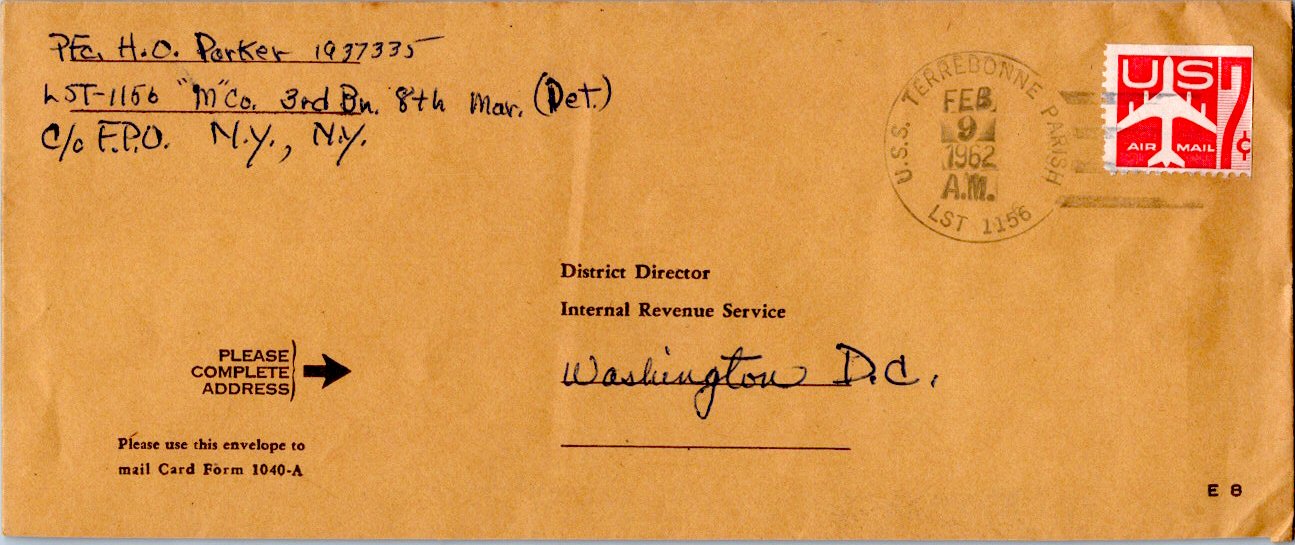 Pfc. H.O. Parker 1937335
LST-1156 "M" Co. 3rd Bn. 8th Mar. (Det.)
c/o F.P.O. N.Y., N.Y.
U.S.S. TERREBONNE PARISH
FEB
9
1962
A.M.
LST 1156
US 7¢
AIR MAIL
District Director
Internal Revenue Service
Washington D.C.
PLEASE
COMPLETE
ADDRESS
Please use this envelope to
mail Card Form 1040-A
E 8